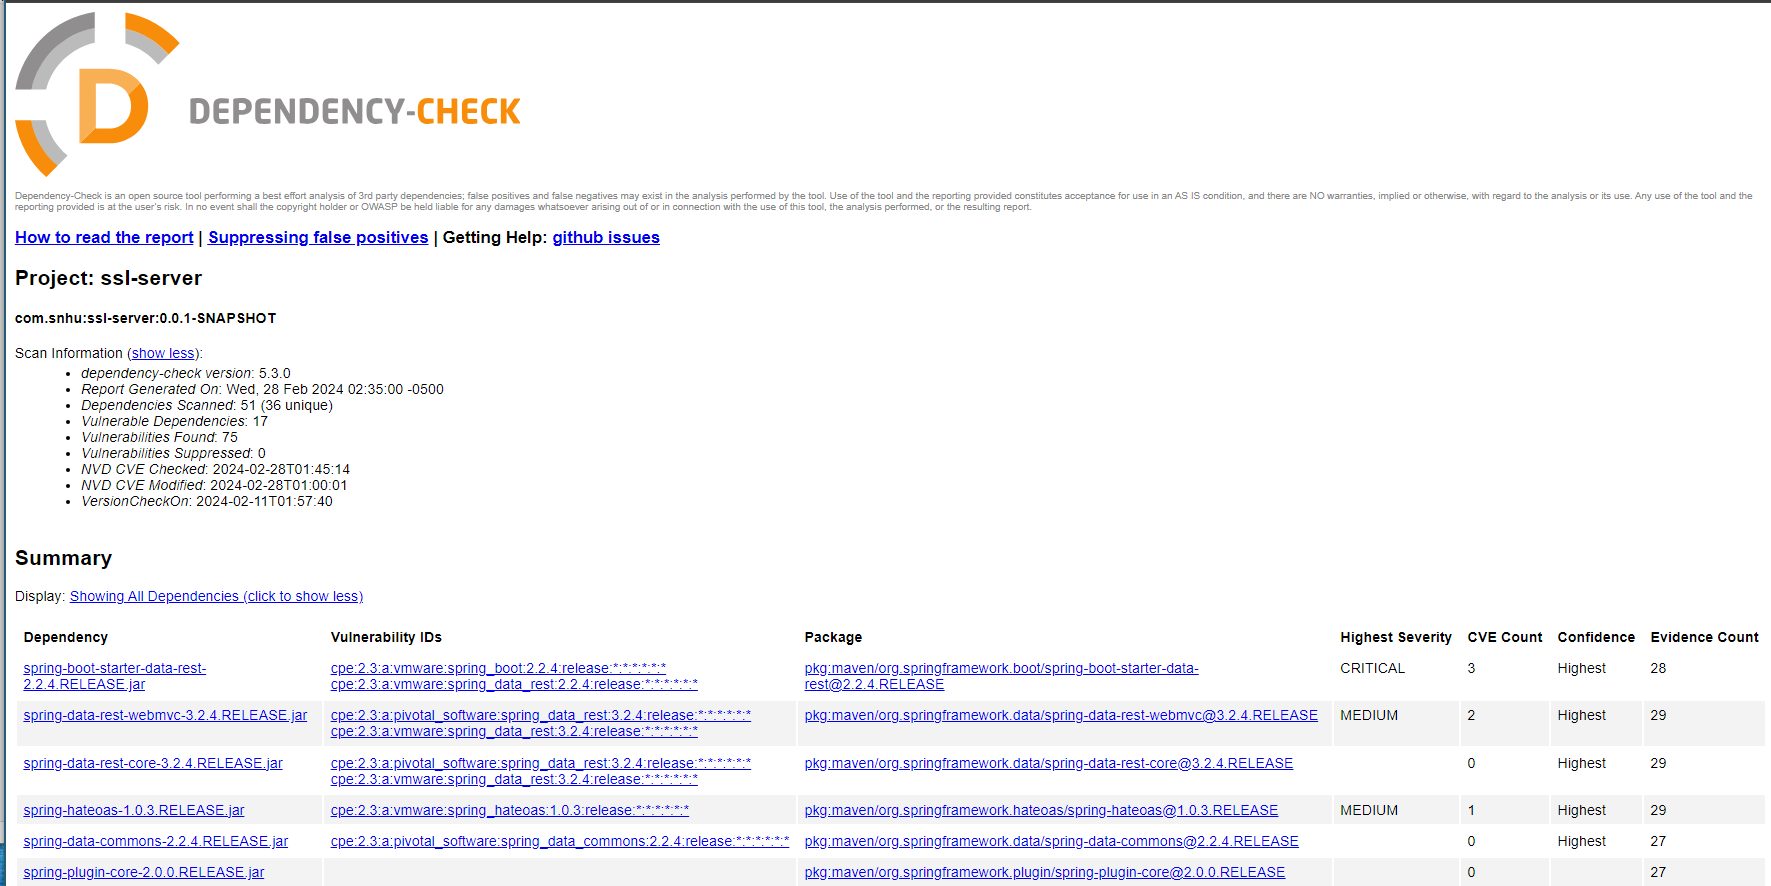 DEPENDENCY-CHECK
Dependency-Check is an open source tool performing a best effort analysis of 3rd party dependencies; false positives and false negatives may exist in the analysis performed by the tool. Use of the tool and the reporting provided constitutes acceptance for use in an AS IS condition, and there are NO warranties, implied or otherwise, with regard to the analysis or its use. Any use of the tool and the
reporting provided is at the user's risk. In no event shall the copyright holder or OWASP be held liable for any damages whatsoever arising out of or in connection with the use of this tool, the analysis performed, or the resulting report.
How to read the report | Suppressing false positives | Getting Help: github issues
Project: ssl-server
com.snhu:ssl-server:0.0.1-SNAPSHOT
Scan Information (show less):
• dependency-check version: 5.3.0
• Report Generated On: Wed, 28 Feb 2024 02:35:00 -0500
• Dependencies Scanned: 51 (36 unique)
• Vulnerable Dependencies: 17
• Vulnerabilities Found: 75
• Vulnerabilities Suppressed: 0
• NVD CVE Checked: 2024-02-28T01:45:14
• NVD CVE Modified: 2024-02-28T01:00:01
• VersionCheckOn: 2024-02-11T01:57:40
Summary
Display: Showing All Dependencies (click to show less)
Dependency Vulnerability IDs Package Highest Severity CVE Count Confidence Evidence Count
spring-boot-starter-data-rest- cpe:2.3:a:vmware:spring_boot:2.2.4:release:*:*:*:*:*:* pkg:maven/org.springframework.boot/spring-boot-starter-data- CRITICAL 3 Highest 28
2.2.4.RELEASE.jar cpe:2.3:a:vmware:spring_data_rest:2.2.4:release:*:*:*:*:*:* rest@2.2.4.RELEASE
spring-data-rest-webmvc-3.2.4.RELEASE.jar cpe:2.3:a:pivotal_software:spring_data_rest:3.2.4:release:*:*:*:*:*:* pkg:maven/org.springframework.data/spring-data-rest-webmvc@3.2.4.RELEASE MEDIUM 2 Highest 29
cpe:2.3:a:vmware:spring_data_rest:3.2.4:release:*:*:*:*:*:*
spring-data-rest-core-3.2.4.RELEASE.jar cpe:2.3:a:pivotal_software:spring_data_rest:3.2.4:release:*:*:*:*:*:* pkg:maven/org.springframework.data/spring-data-rest-core@3.2.4.RELEASE 0 Highest 29
cpe:2.3:a:vmware:spring_data_rest:3.2.4:release:*:*:*:*:*:*
spring-hateoas-1.0.3.RELEASE.jar cpe:2.3:a:vmware:spring_hateoas:1.0.3:release:*:*:*:*:*:* pkg:maven/org.springframework.hateoas/spring-hateoas@1.0.3.RELEASE MEDIUM 1 Highest 29
spring-data-commons-2.2.4.RELEASE.jar cpe:2.3:a:pivotal_software:spring_data_commons:2.2.4:release:*:*:*:*:*:* pkg:maven/org.springframework.data/spring-data-commons@2.2.4.RELEASE 0 Highest 27
spring-plugin-core-2.0.0.RELEASE.jar pkg:maven/org.springframework.plugin/spring-plugin-core@2.0.0.RELEASE 0 27